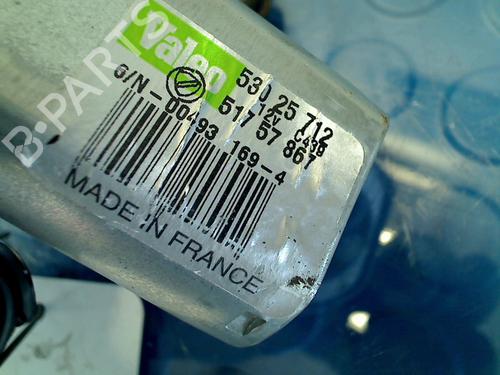 Valeo
530 25 712
12V
517 57 867
G/N-00493 169-4
MADE IN FRANCE
B-PARTS